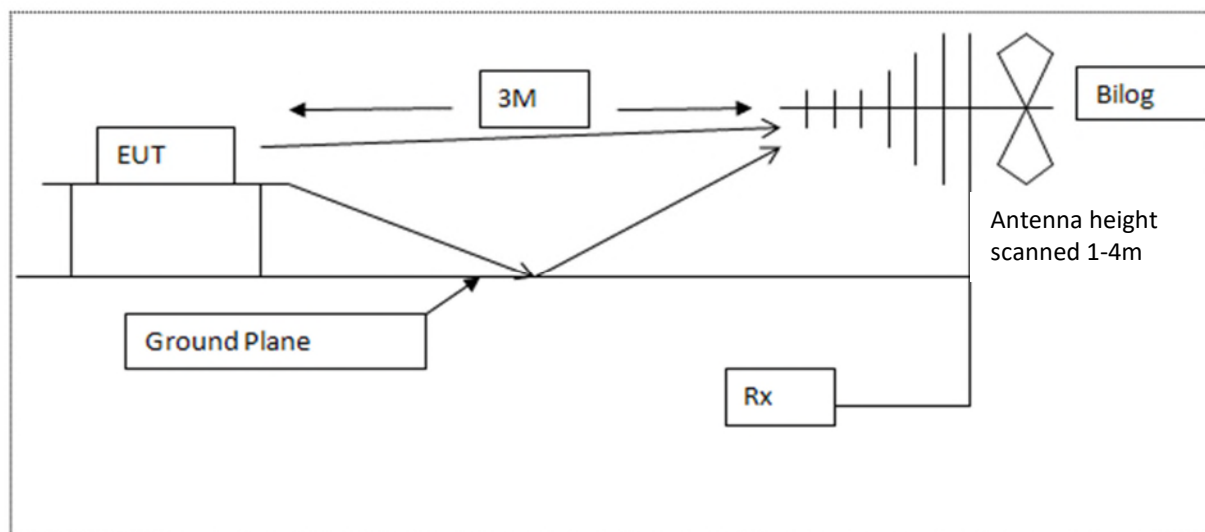 3M
Bilog
EUT
Antenna height
scanned 1-4m
Ground Plane
Rx